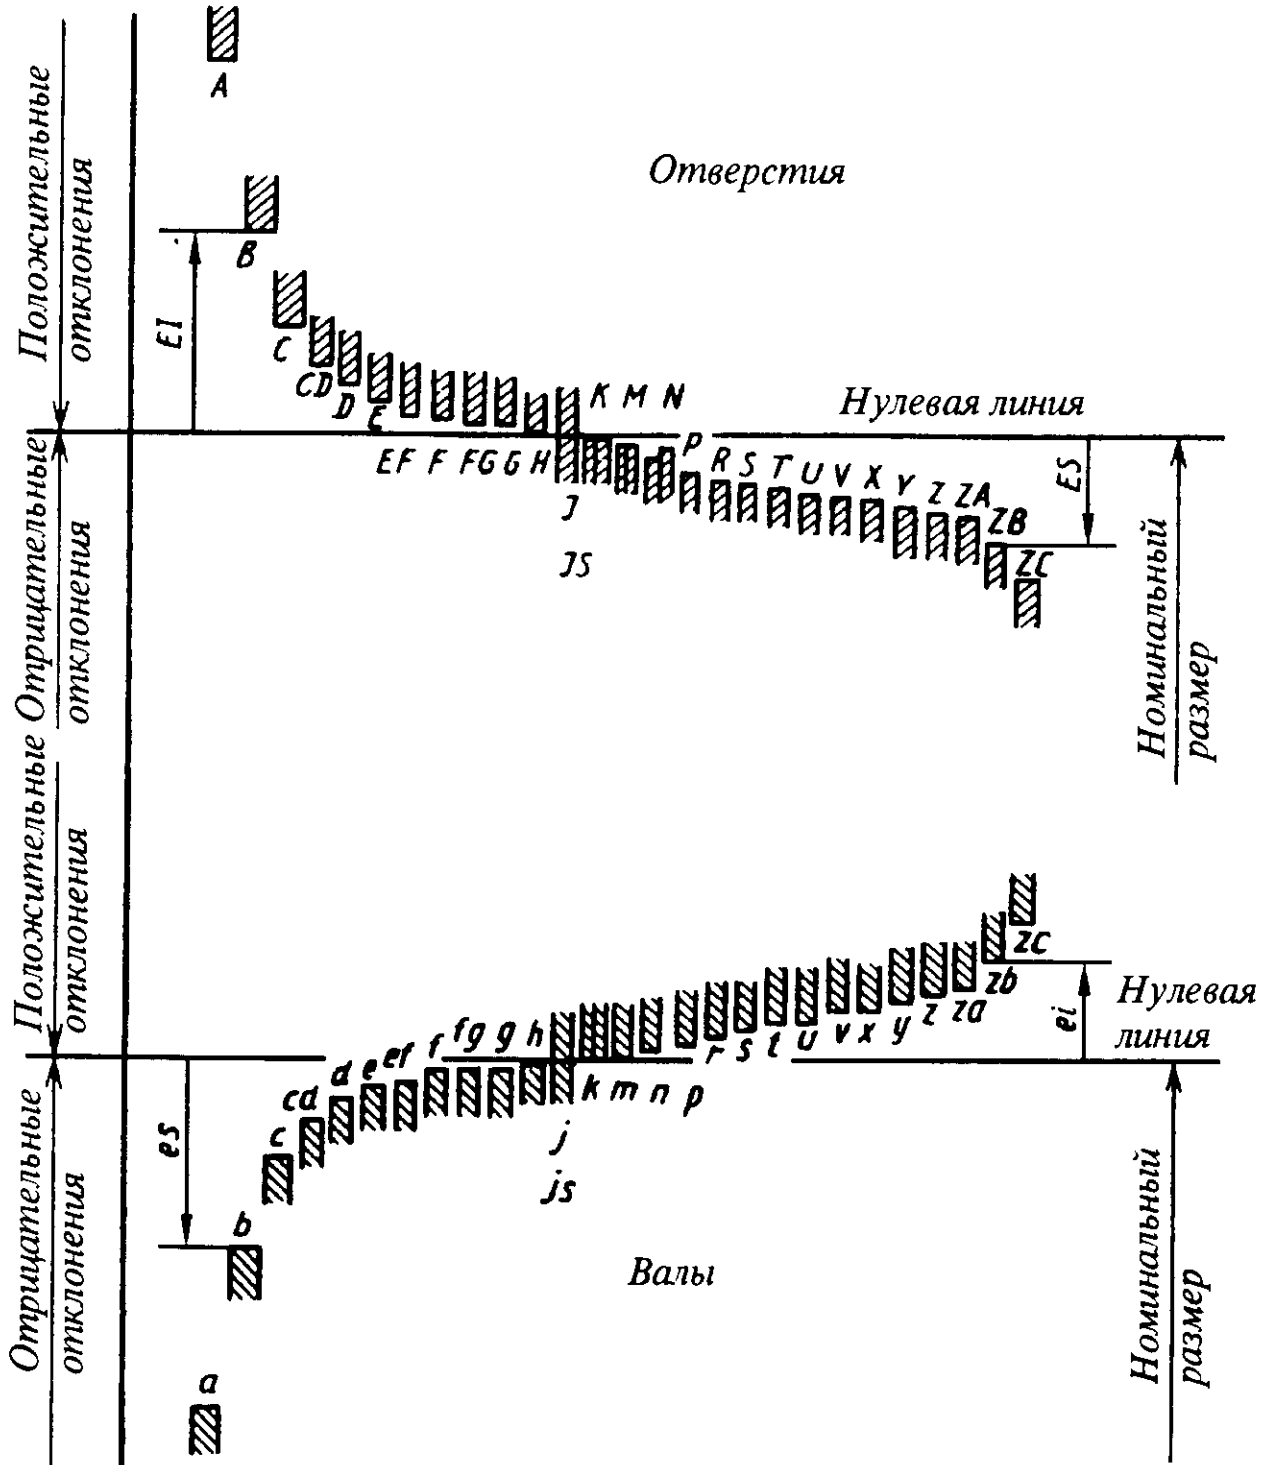 A
Отверстия
Положительные
отклонения
B
EI
C
CD
D
E
K M N
Нулевая линия
EF F FG G H
P
R S T U V X Y Z ZA
ZB
ZC
ES
J
JS
Отрицательные
отклонения
Номинальный
размер
Положительные
отклонения
zc
zb
za
z
y
x
v
u
t
s
r
ei
Нулевая
линия
a
b
c
cd
d
e
ef
f
fg
g
h
k m n p
j
js
es
Отрицательные
отклонения
Валы
Номинальный
размер